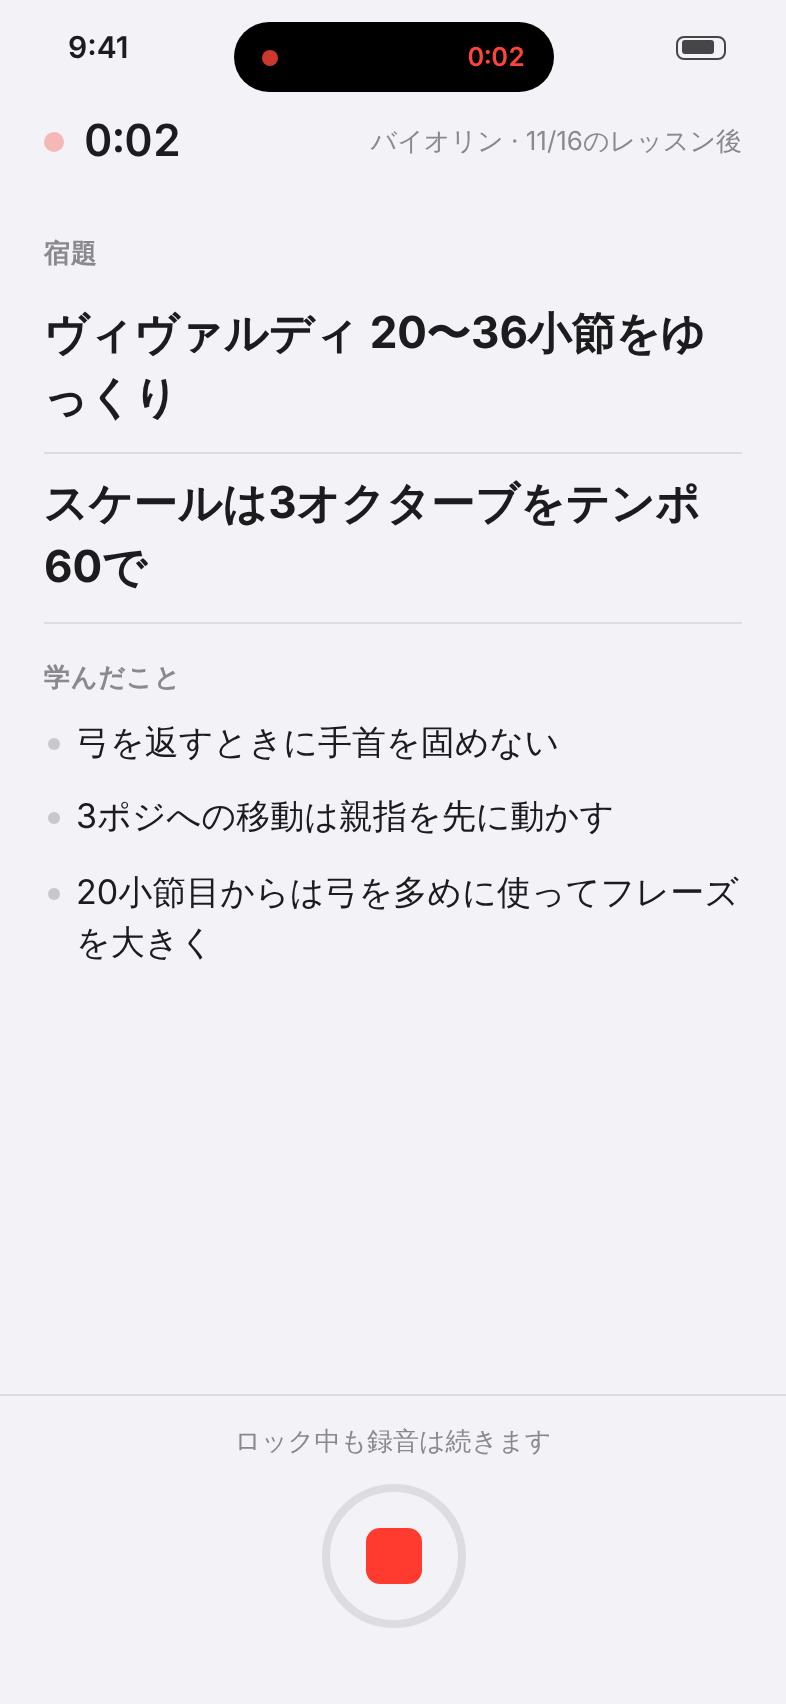 9:41
0:02
0:02
バイオリン · 11/16のレッスン後
宿題
ヴィヴァルディ 20〜36小節をゆ
っくり
スケールは3オクターブをテンポ
60で
学んだこと
弓を返すときに手首を固めない
3ポジへの移動は親指を先に動かす
20小節目からは弓を多めに使ってフレーズ
を大きく
ロック中も録音は続きます